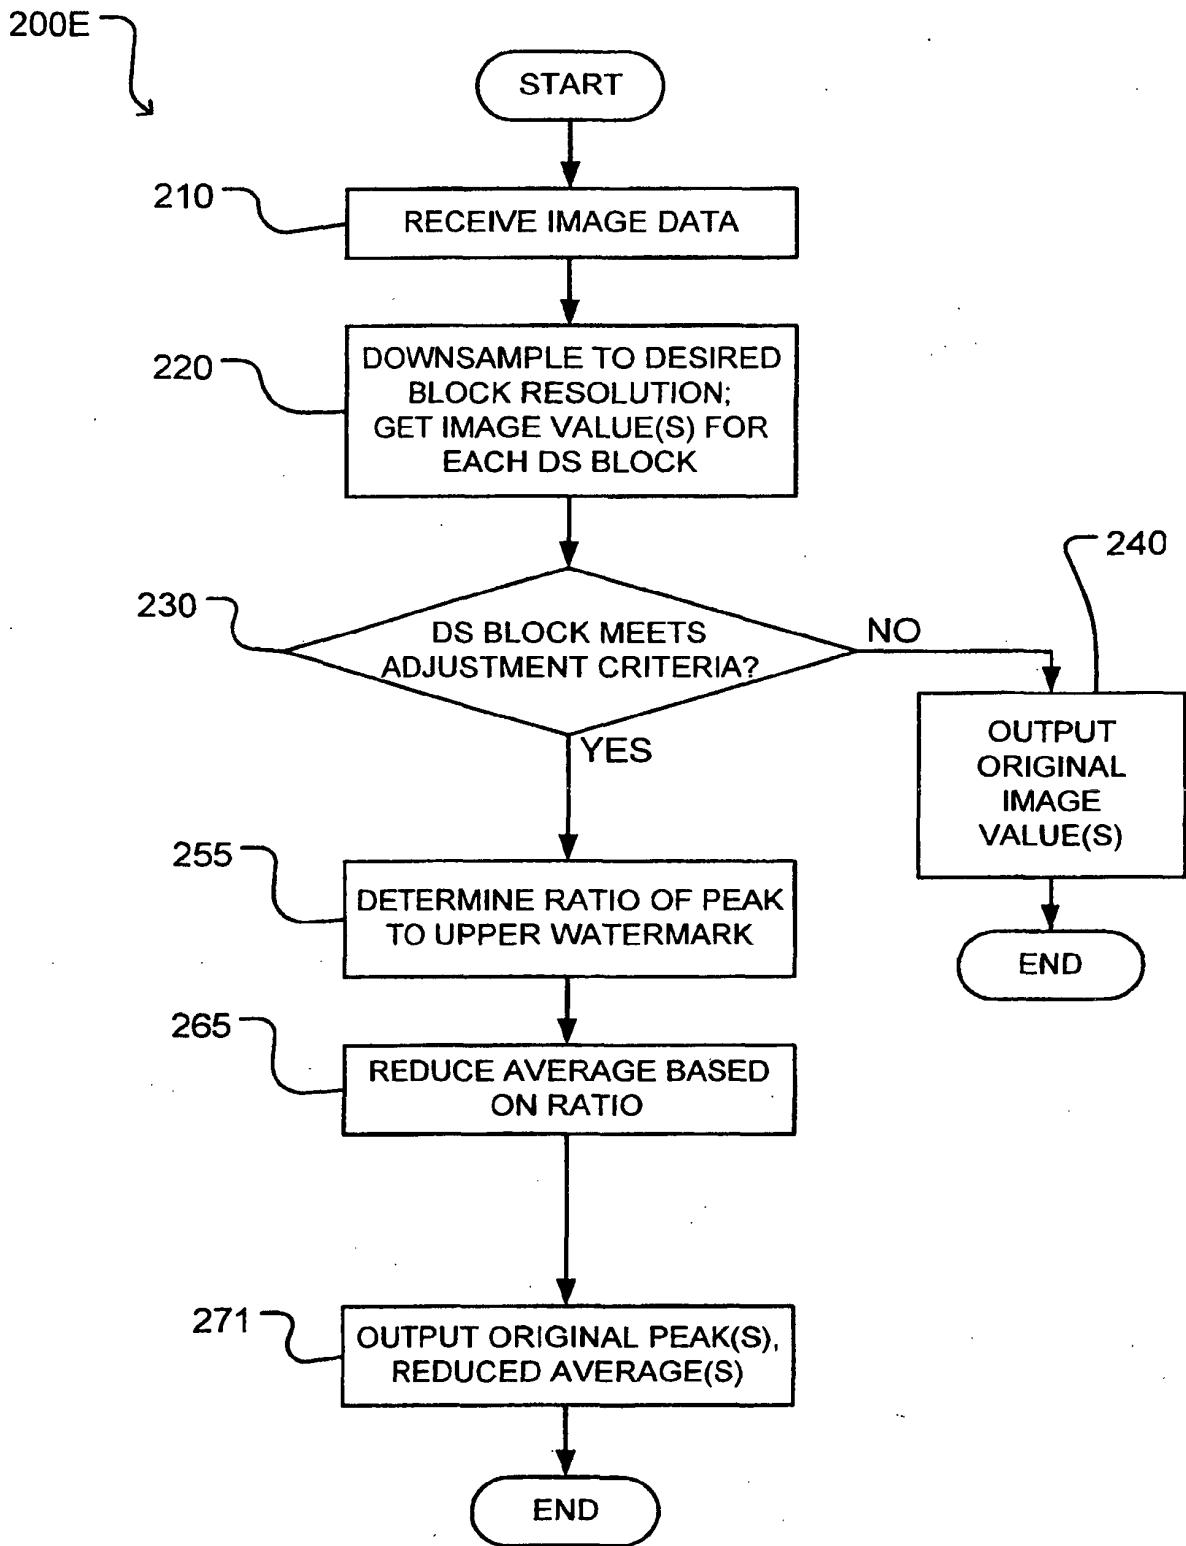 200E
START
210
RECEIVE IMAGE DATA
220
DOWNSAMPLE TO DESIRED
BLOCK RESOLUTION;
GET IMAGE VALUE(S) FOR
EACH DS BLOCK
230
DS BLOCK MEETS
ADJUSTMENT CRITERIA?
NO
240
OUTPUT
ORIGINAL
IMAGE
VALUE(S)
END
YES
255
DETERMINE RATIO OF PEAK
TO UPPER WATERMARK
265
REDUCE AVERAGE BASED
ON RATIO
271
OUTPUT ORIGINAL PEAK(S),
REDUCED AVERAGE(S)
END